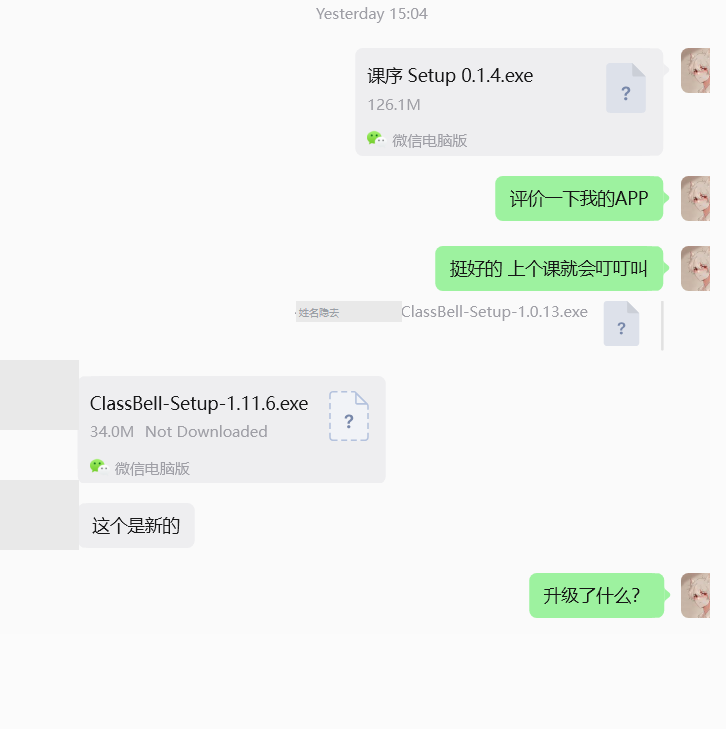 Yesterday 15:04
课序 Setup 0.1.4.exe
126.1M
?
微信电脑版
评价一下我的APP
挺好的 上个课就会叮叮叫
姓名隐去
ClassBell-Setup-1.0.13.exe
?
ClassBell-Setup-1.11.6.exe
34.0M Not Downloaded
?
微信电脑版
这个是新的
升级了什么？